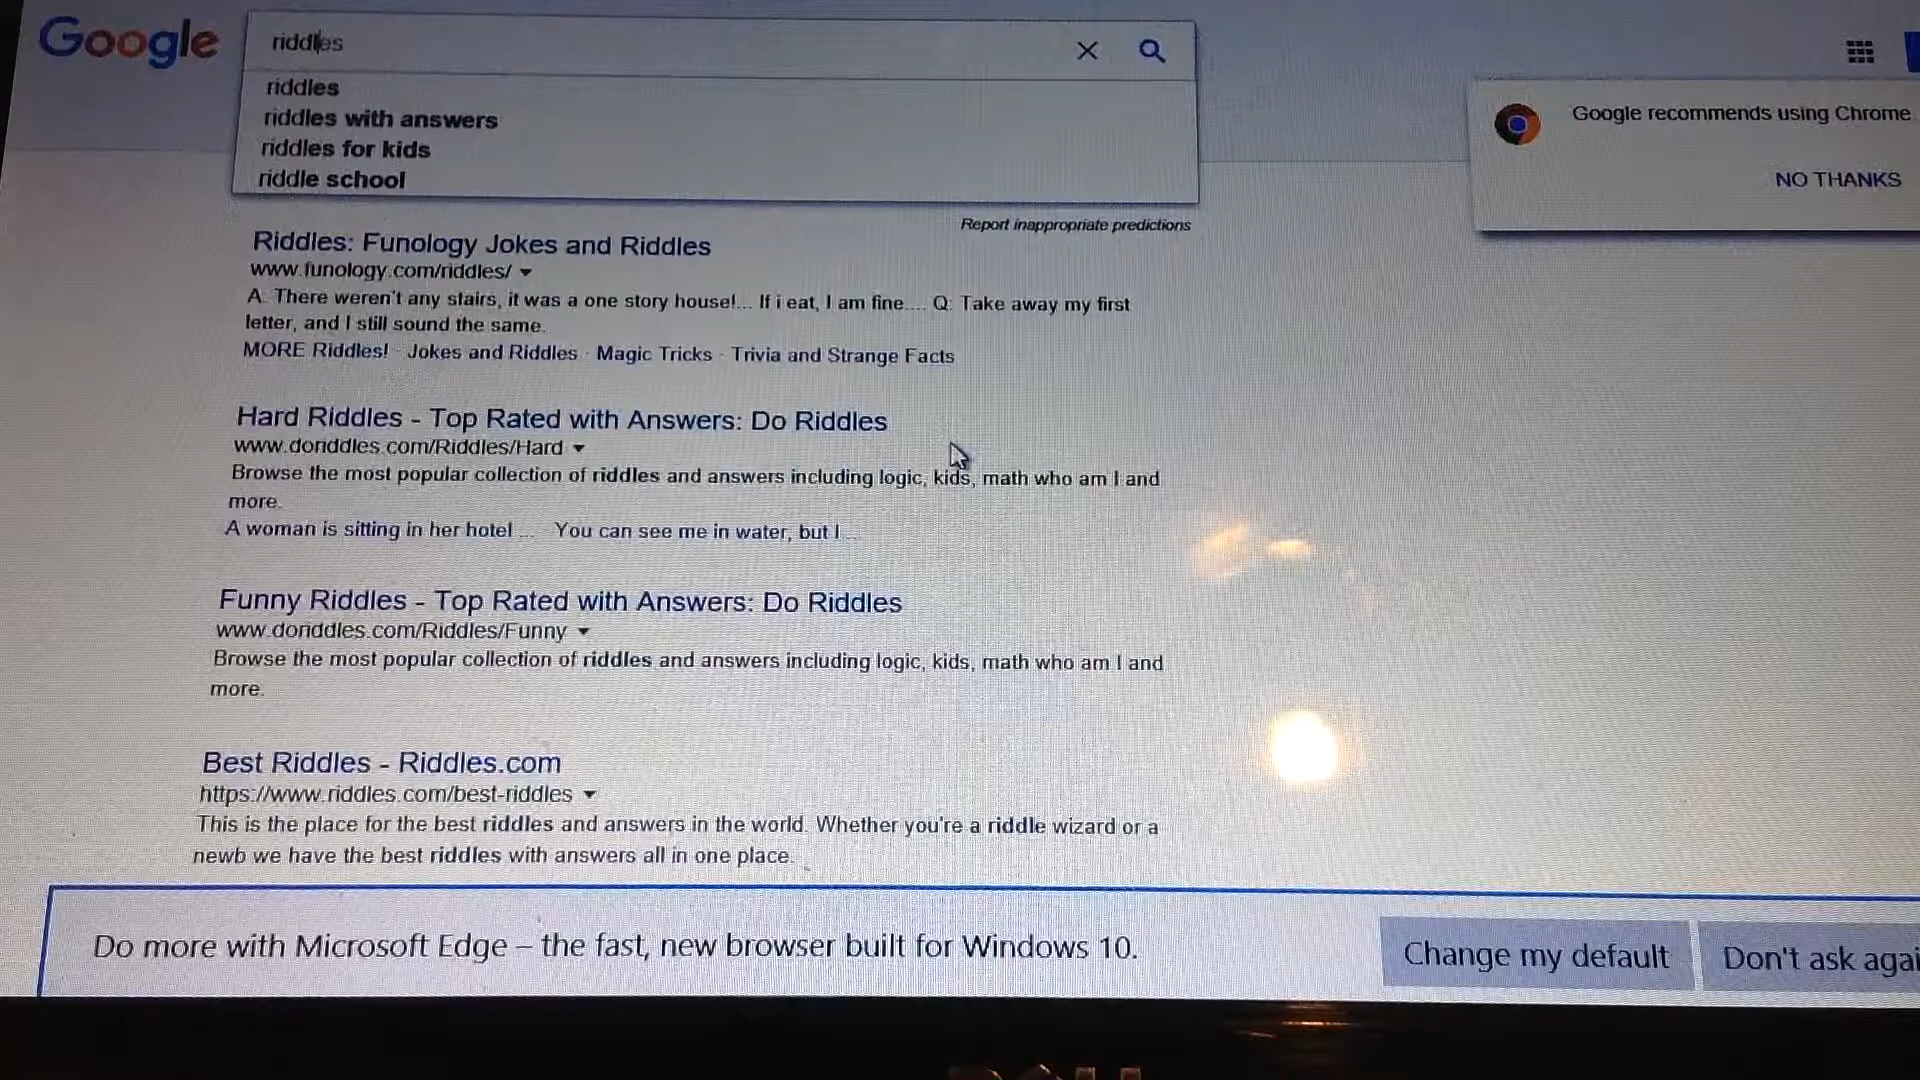 Google
riddles
riddles
riddles with answers
riddles for kids
riddle school
Google recommends using Chrome
NO THANKS
Report inappropriate predictions
Riddles: Funology Jokes and Riddles
www.funology.com/riddles/
A: There weren't any stairs, it was a one story house!... If i eat, I am fine.... Q: Take away my first
letter, and I still sound the same.
MORE Riddles! · Jokes and Riddles · Magic Tricks · Trivia and Strange Facts
Hard Riddles - Top Rated with Answers: Do Riddles
www.doriddles.com/Riddles/Hard
Browse the most popular collection of riddles and answers including logic, kids, math who am I and
more.
A woman is sitting in her hotel ... You can see me in water, but I ...
Funny Riddles - Top Rated with Answers: Do Riddles
www.doriddles.com/Riddles/Funny
Browse the most popular collection of riddles and answers including logic, kids, math who am I and
more.
Best Riddles - Riddles.com
https://www.riddles.com/best-riddles
This is the place for the best riddles and answers in the world. Whether you're a riddle wizard or a
newb we have the best riddles with answers all in one place.
Do more with Microsoft Edge – the fast, new browser built for Windows 10.
Change my default
Don't ask agai